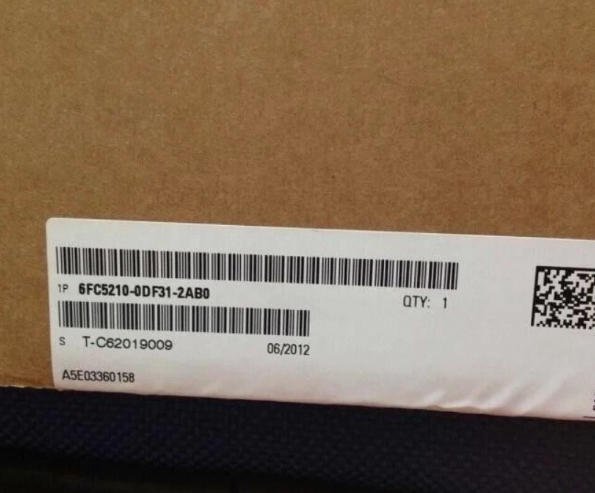 1P 6FC5210-0DF31-2AB0 QTY: 1
S T-C62019009 06/2012
A5E03360158